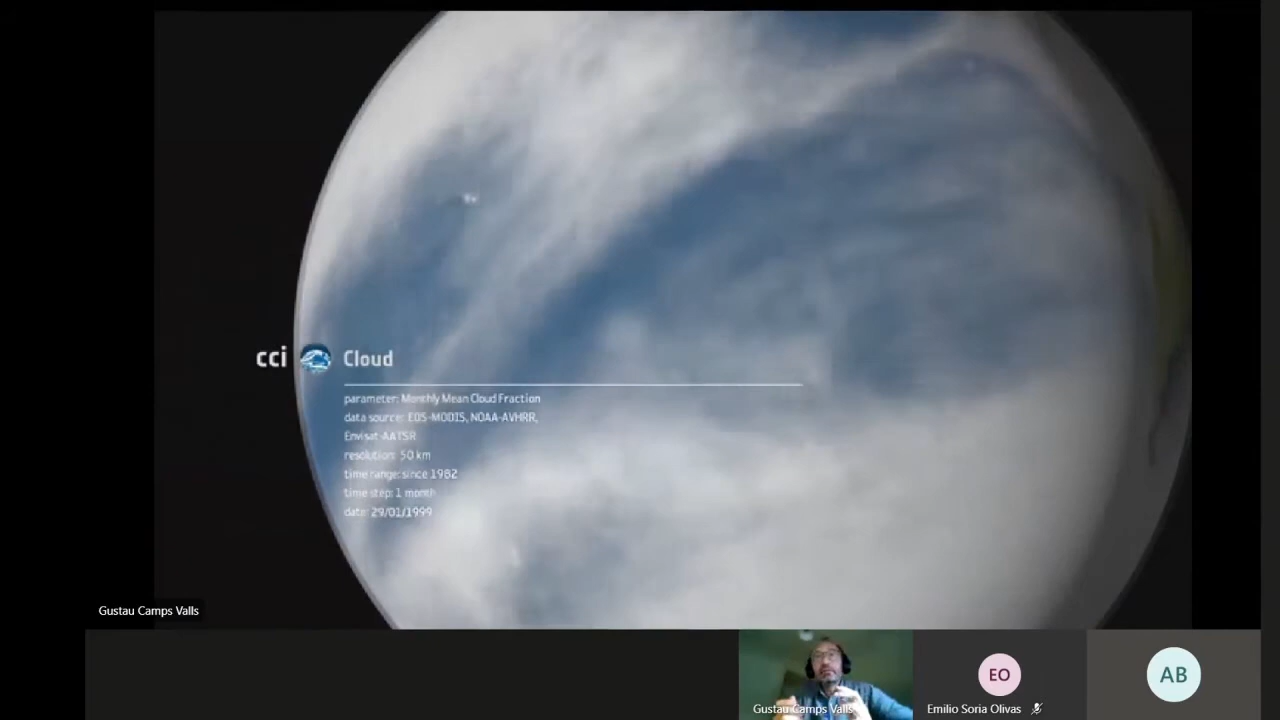 cci Cloud
parameter: Monthly Mean Cloud Fraction
data source: EOS-MODIS, NOAA-AVHRR,
Envisat-AATSR
resolution: 50 km
time range: since 1982
time step: 1 month
date: 29/01/1999
Gustau Camps Valls
EO
AB
Gustau Camps Valls
Emilio Soria Olivas